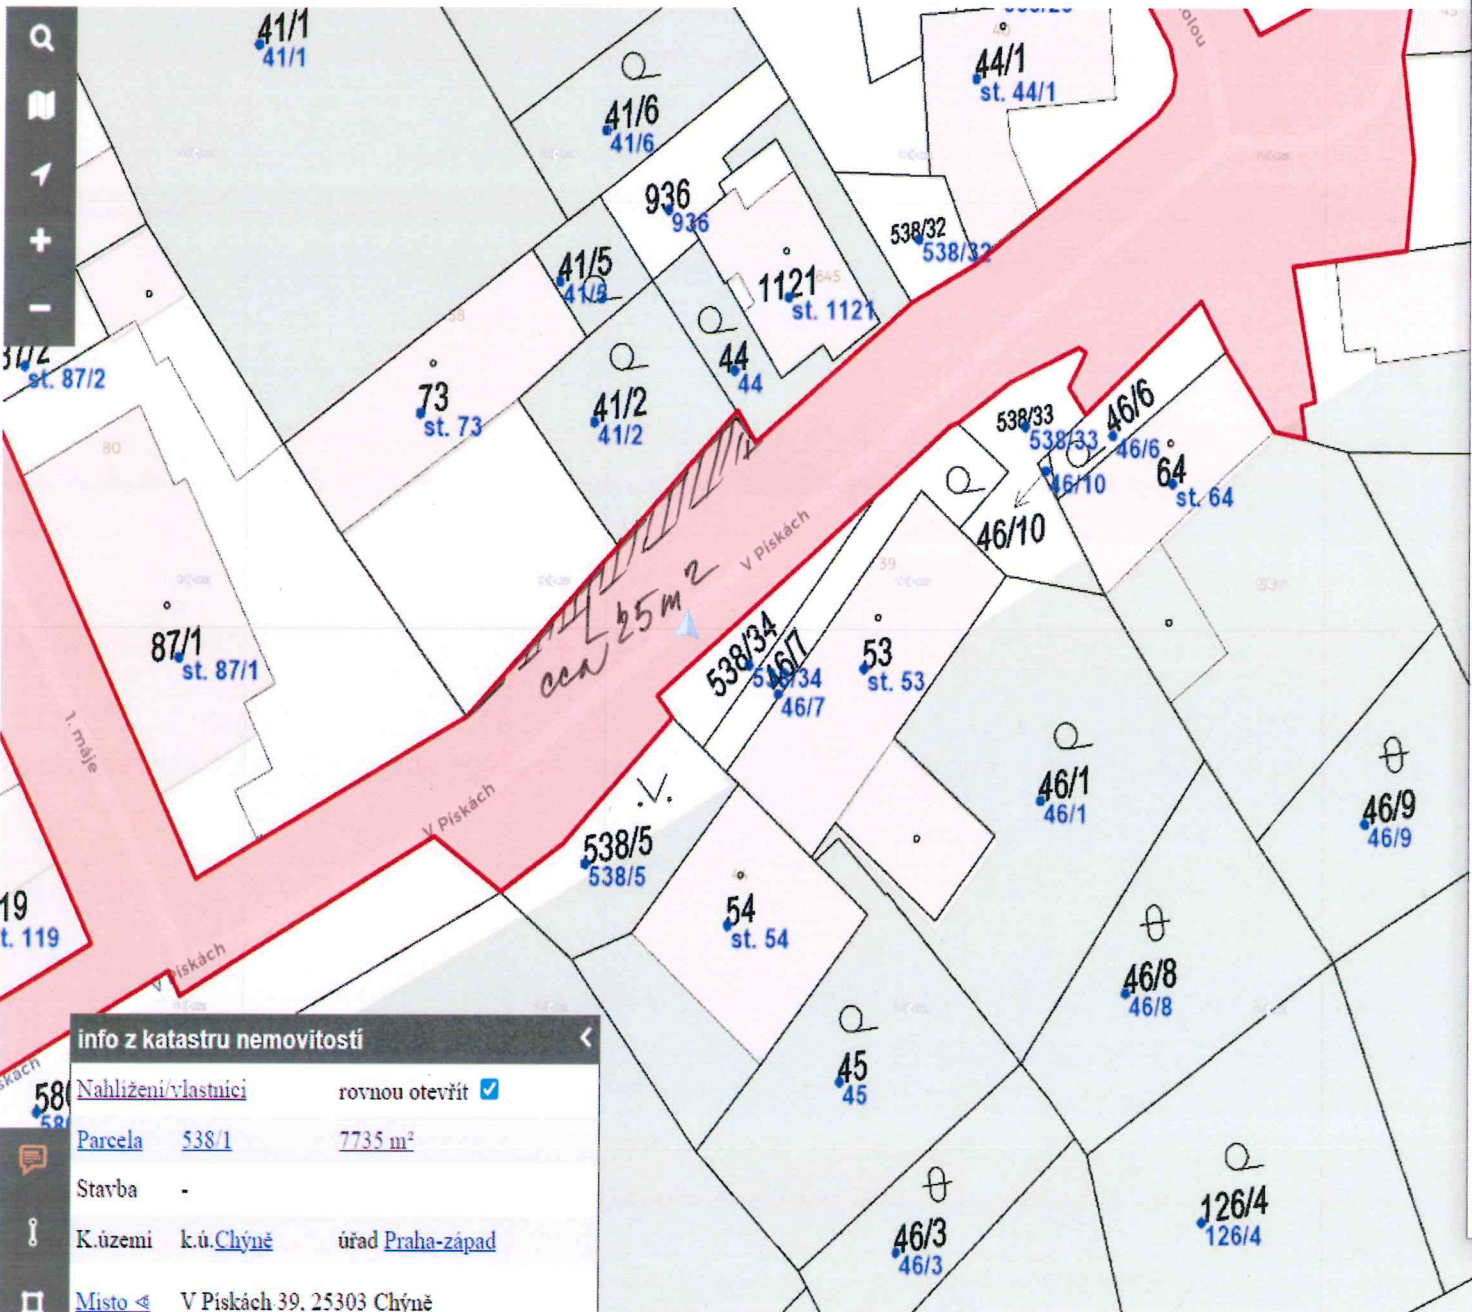 41/1
41/1
olou
44/1
st. 44/1
41/6
41/6
936
936
538/32
538/32
41/5
41/5
1121
645
st. 1121
58
st. 87/2
44
44
73
st. 73
41/2
41/2
538/33
538/33
46/6
46/6
80
46/10
64
st. 64
46/10
V Pískách
39
cca 25m2
87/1
st. 87/1
538/34
538/34
46/7
46/7
53
st. 53
1. máje
46/1
46/1
46/9
46/9
V Pískách
538/5
538/5
19
t. 119
54
st. 54
V Pískách
46/8
46/8
info z katastru nemovitostí
45
45
Nahlížení/vlastníci rovnou otevřít
Parcela 538/1 7735 m²
Stavba -
126/4
126/4
K.území k.ú.Chýně úřad Praha-západ
46/3
46/3
Místo V Pískách 39, 25303 Chýně